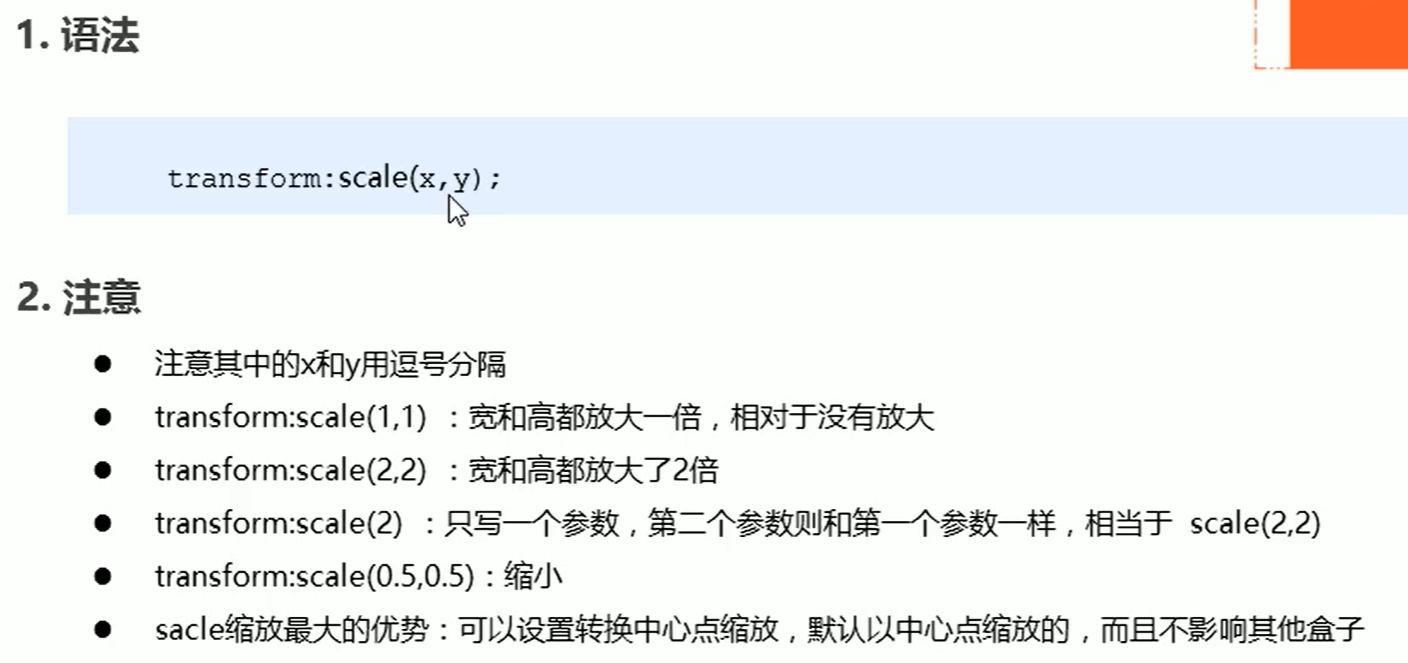 1. 语法
transform:scale(x,y);
2. 注意
注意其中的x和y用逗号分隔
transform:scale(1,1) ：宽和高都放大一倍，相对于没有放大
transform:scale(2,2) ：宽和高都放大了2倍
transform:scale(2) ：只写一个参数，第二个参数则和第一个参数一样，相当于 scale(2,2)
transform:scale(0.5,0.5)：缩小
sacle缩放最大的优势：可以设置转换中心点缩放，默认以中心点缩放的，而且不影响其他盒子